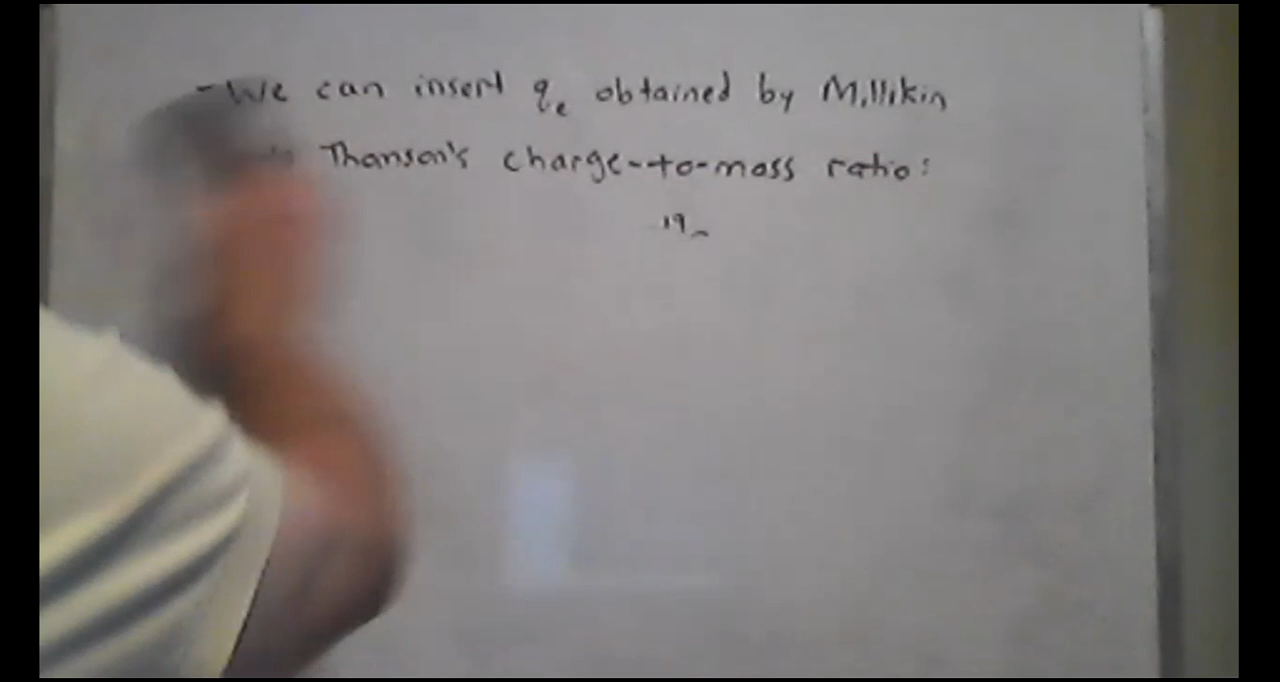 - We can insert qe obtained by Millikin
Thomson's charge-to-mass ratio:
19